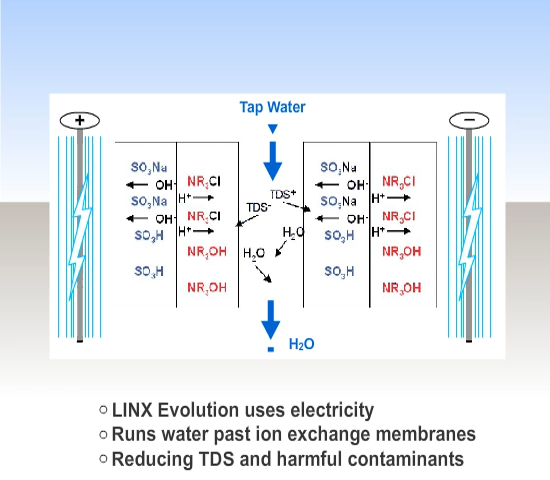 Tap Water
+
−
SO₃Na
OH⁻
SO₃Na
OH⁻
SO₃H
SO₃H
NR₃Cl
H⁺
NR₃Cl
H⁺
NR₃OH
NR₃OH
TDS⁺
TDS⁻
H₂O
H₂O
SO₃Na
OH⁻
SO₃Na
OH⁻
SO₃H
SO₃H
NR₃Cl
H⁺
NR₃Cl
H⁺
NR₃OH
NR₃OH
H₂O
○ LINX Evolution uses electricity
○ Runs water past ion exchange membranes
○ Reducing TDS and harmful contaminants